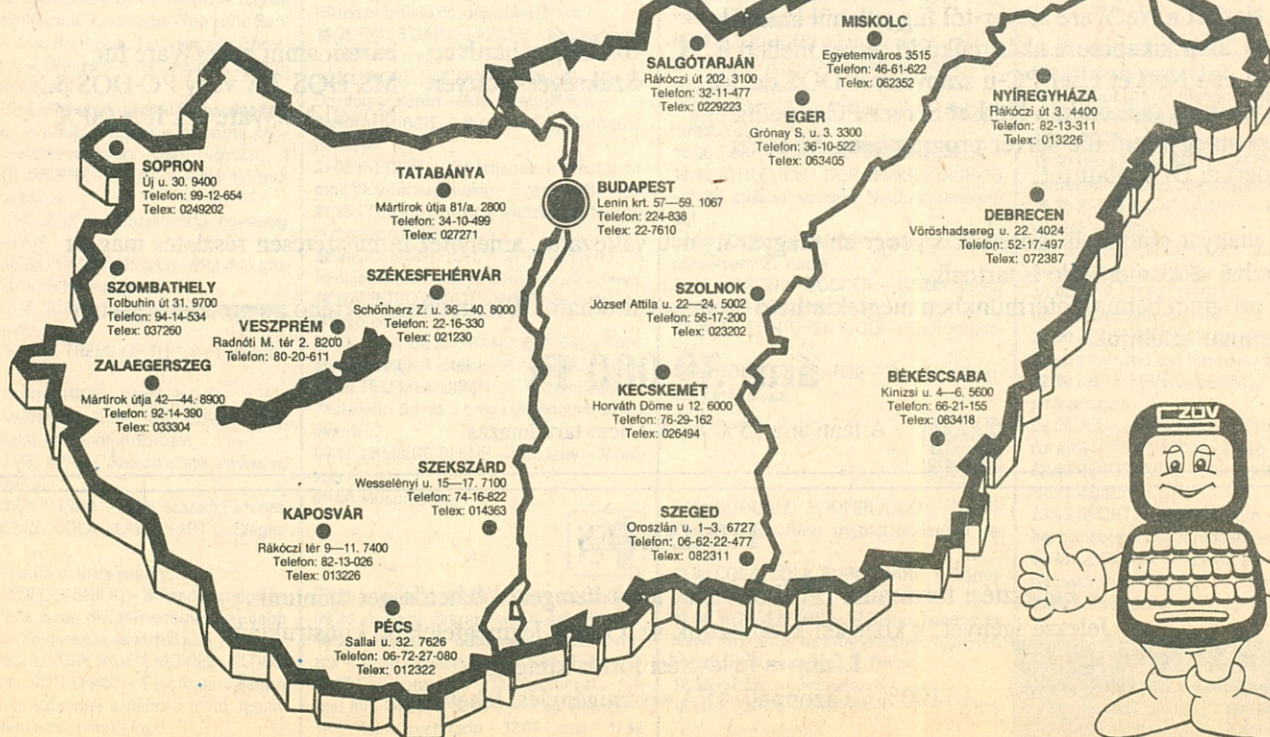 MISKOLC
Egyetemváros 3515
Telefon: 46-61-622
Telex: 062352
SALGÓTARJÁN
Rákóczi út 202. 3100
Telefon: 32-11-477
Telex: 0229223
NYÍREGYHÁZA
Rákóczi út 3. 4400
Telefon: 82-13-311
Telex: 013226
EGER
Grónay S. u. 3. 3300
Telefon: 36-10-522
Telex: 063405
SOPRON
Új u. 30. 9400
Telefon: 99-12-654
Telex: 0249202
TATABÁNYA
Mártirok útja 81/a. 2800
Telefon: 34-10-499
Telex: 027271
BUDAPEST
Lenin krt. 57—59. 1067
Telefon: 224-838
Telex: 22-7610
DEBRECEN
Vöröshadsereg u. 22. 4024
Telefon: 52-17-497
Telex: 072387
SZOMBATHELY
Tolbuhin út 31. 9700
Telefon: 94-14-534
Telex: 037260
SZÉKESFEHÉRVÁR
Schönherz Z. u. 36—40. 8000
Telefon: 22-16-330
Telex: 021230
SZOLNOK
József Attila u. 22—24. 5002
Telefon: 56-17-200
Telex: 023202
VESZPRÉM
Radnóti M. tér 2. 8200
Telefon: 80-20-611
ZALAEGERSZEG
Mártirok útja 42—44. 8900
Telefon: 92-14-390
Telex: 033304
KECSKEMÉT
Horváth Döme u 12. 6000
Telefon: 76-29-162
Telex: 026494
BÉKÉSCSABA
Kinizsi u. 4—6. 5600
Telefon: 66-21-155
Telex: 083418
SZÜV
SZEKSZÁRD
Wesselényi u. 15—17. 7100
Telefon: 74-16-822
Telex: 014363
KAPOSVÁR
Rákóczi tér 9—11. 7400
Telefon: 82-13-026
Telex: 013226
SZEGED
Oroszlán u. 1—3. 6727
Telefon: 06-62-22-477
Telex: 082311
PÉCS
Sallai u. 32. 7626
Telefon: 06-72-27-080
Telex: 012322